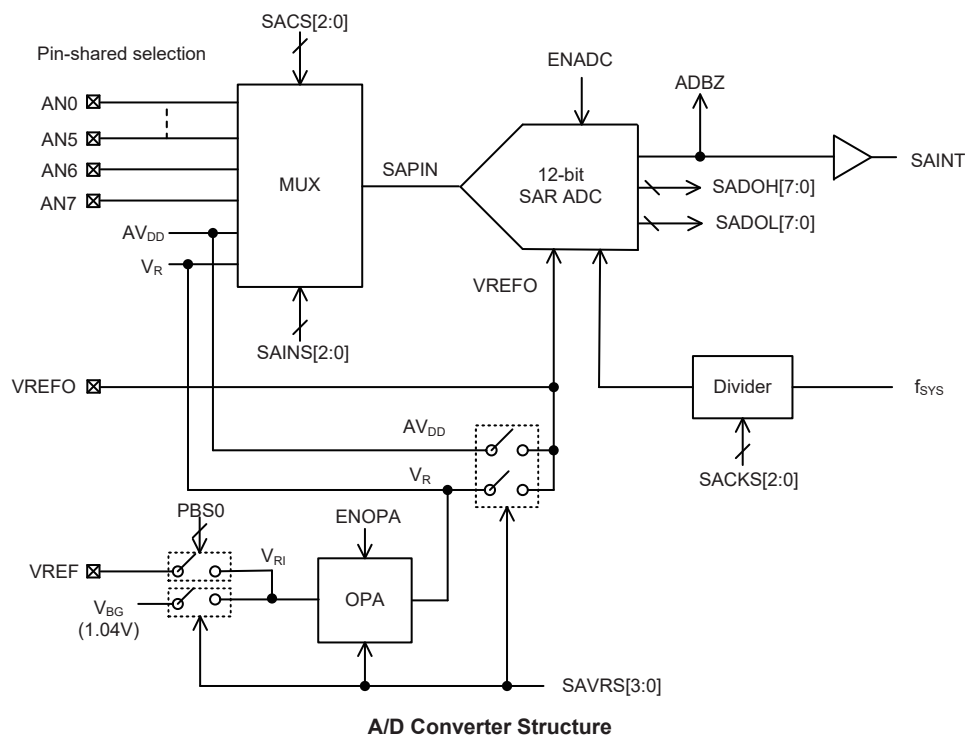 SACS[2:0]
Pin-shared selection
ENADC
ADBZ
AN0
AN5
AN6
AN7
AVDD
VR
MUX
SAPIN
12-bit
SAR ADC
SAINT
SADOH[7:0]
SADOL[7:0]
VREFO
SAINS[2:0]
VREFO
Divider
fSYS
AVDD
VR
SACKS[2:0]
PBS0
ENOPA
VREF
VRI
VBG
(1.04V)
OPA
SAVRS[3:0]
A/D Converter Structure